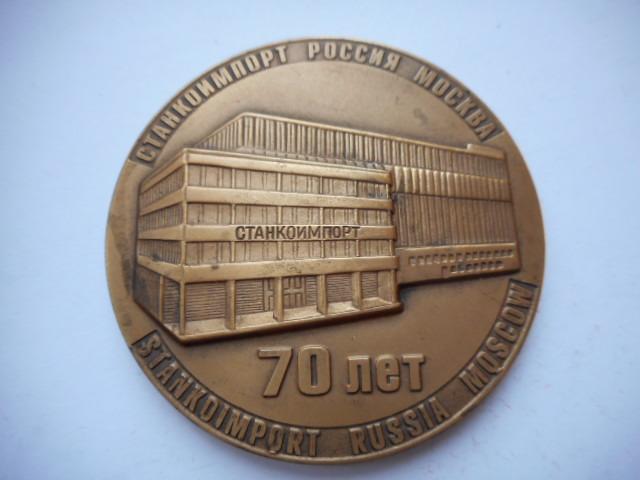 СТАНКОИМПОРТ РОССИЯ МОСКВА
СТАНКОИМПОРТ
70 лет
STANKOIMPORT RUSSIA MOSCOW